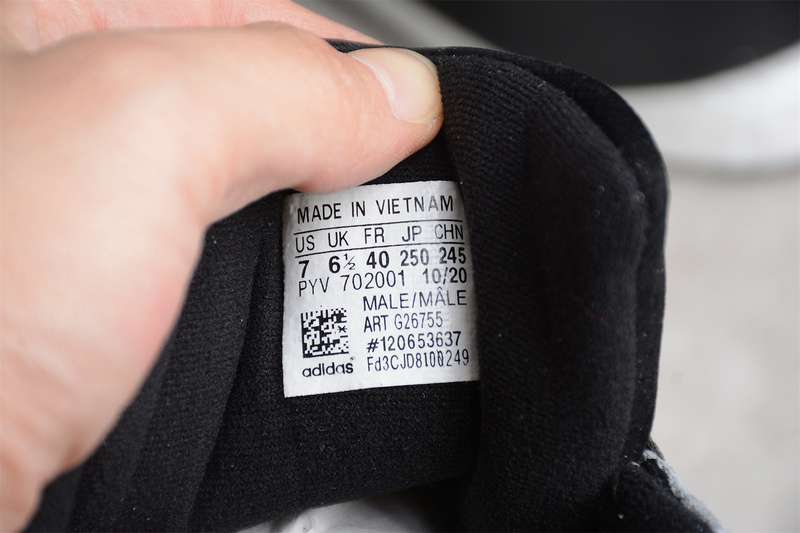 MADE IN VIETNAM
US UK FR JP CHN
7 6½ 40 250 245
PYV 702001 10/20
MALE/MÂLE
ART G26755
#120653637
adidas® Fd3CJD8100249